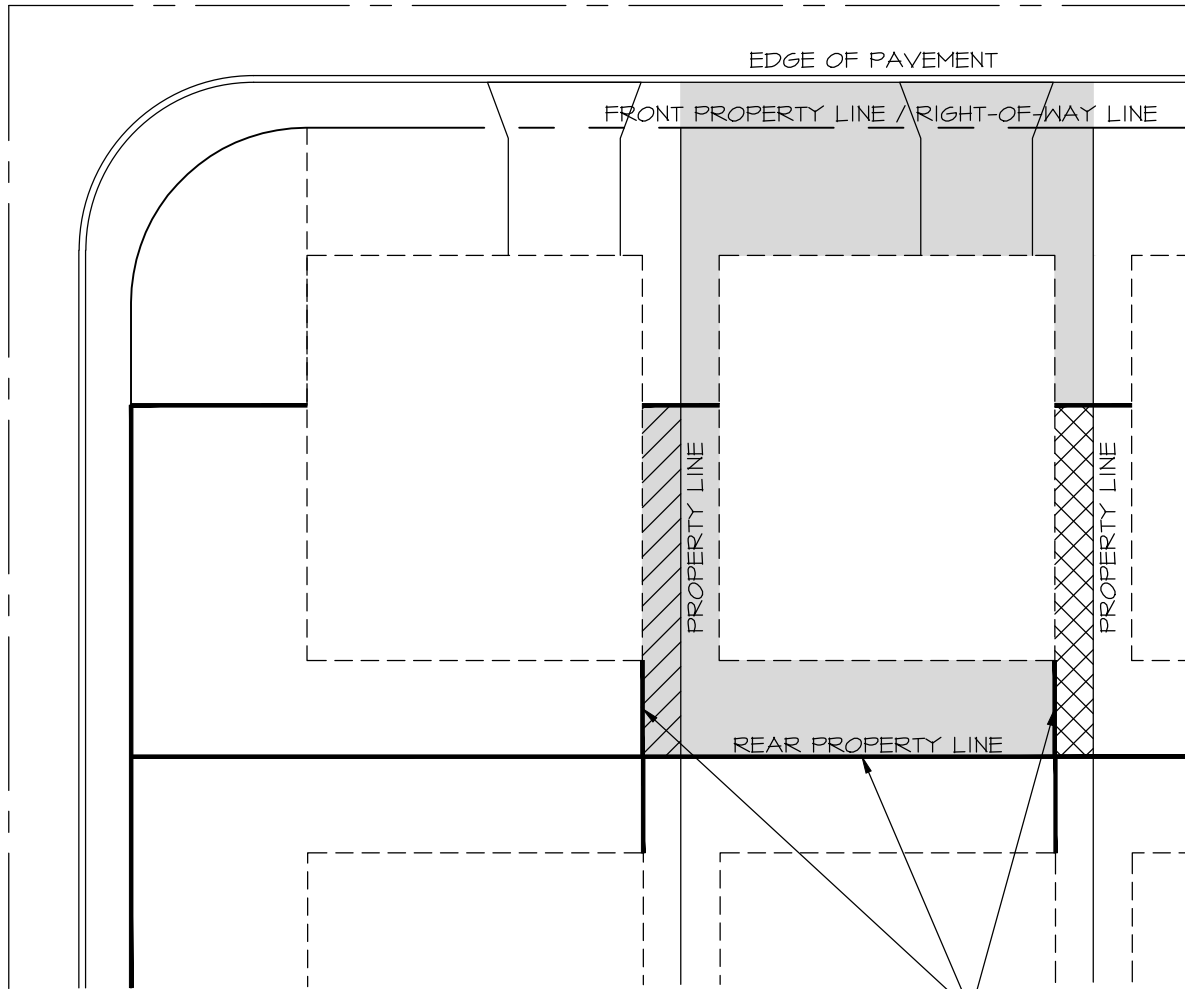 EDGE OF PAVEMENT
FRONT PROPERTY LINE / RIGHT-OF-WAY LINE
PROPERTY LINE
PROPERTY LINE
REAR PROPERTY LINE